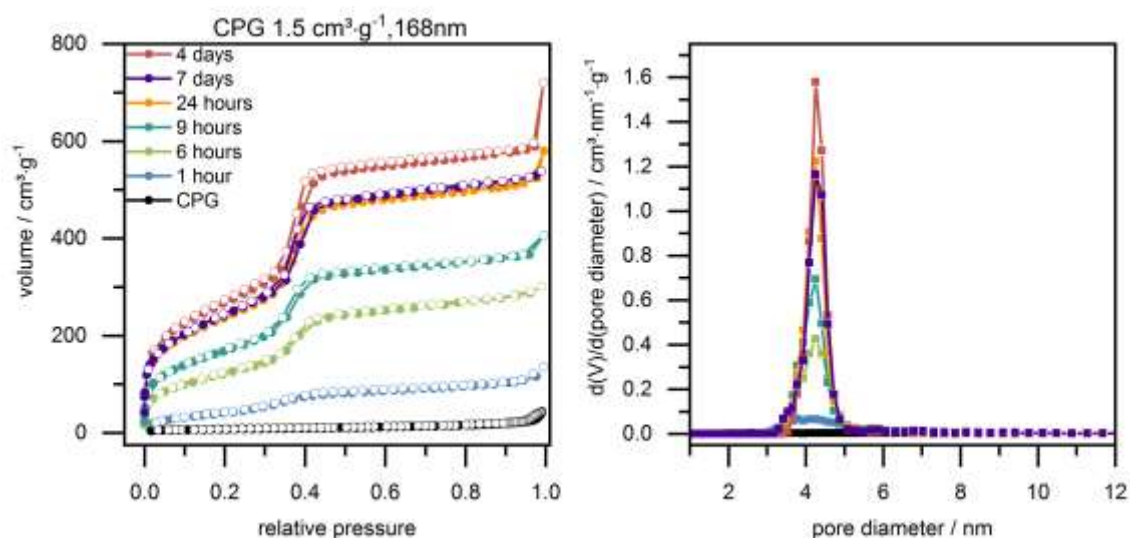 CPG 1.5 cm³·g⁻¹,168nm
800
600
400
200
0
volume / cm³·g⁻¹
4 days
7 days
24 hours
9 hours
6 hours
1 hour
CPG
0.0 0.2 0.4 0.6 0.8 1.0
relative pressure
d(V)/d(pore diameter) / cm³·nm⁻¹·g⁻¹
1.6
1.4
1.2
1.0
0.8
0.6
0.4
0.2
0.0
2 4 6 8 10 12
pore diameter / nm